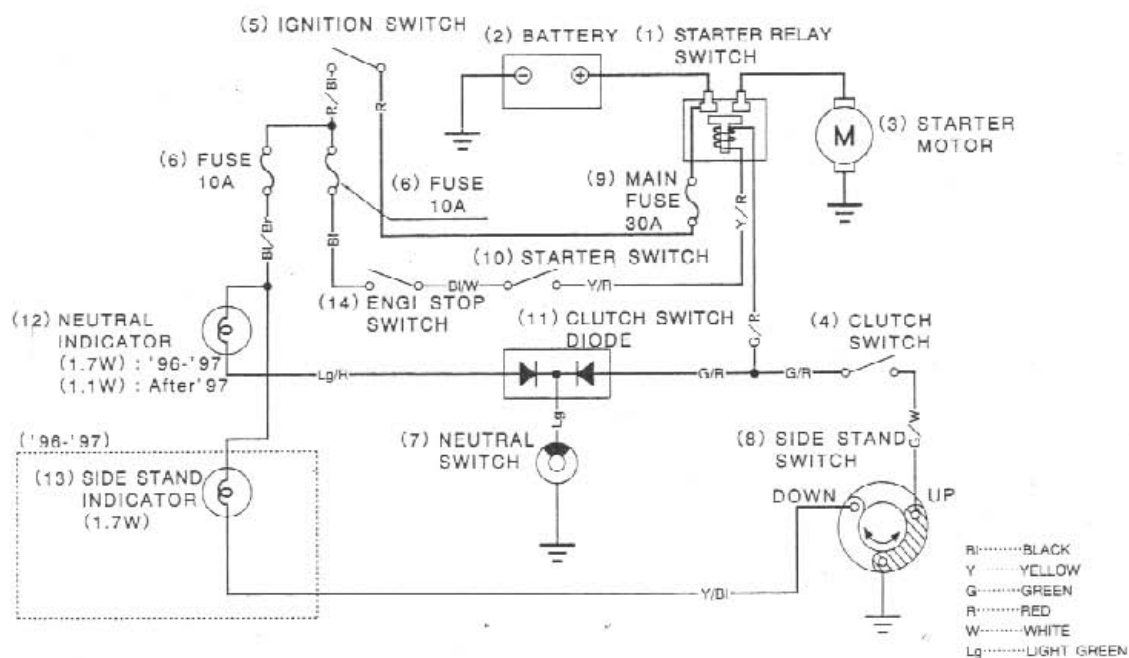 (5) IGNITION SWITCH
(2) BATTERY
(1) STARTER RELAY
SWITCH
R/Bl
R
M
(3) STARTER
MOTOR
(6) FUSE
10A
(6) FUSE
10A
(9) MAIN
FUSE
30A
Y/R
Bl/Br
Bl
(10) STARTER SWITCH
Bl/W
Y/R
(14) ENGI STOP
SWITCH
(12) NEUTRAL
INDICATOR
(1.7W) : '96-'97
(1.1W) : After'97
(11) CLUTCH SWITCH
DIODE
G/R
(4) CLUTCH
SWITCH
Lg/R
G/R
G/R
Lg
G/W
(7) NEUTRAL
SWITCH
(8) SIDE STAND
SWITCH
('96-'97)
(13) SIDE STAND
INDICATOR
(1.7W)
DOWN
UP
Y/Bl
Bl········BLACK
Y ········YELLOW
G········GREEN
R········RED
W········WHITE
Lg········LIGHT GREEN